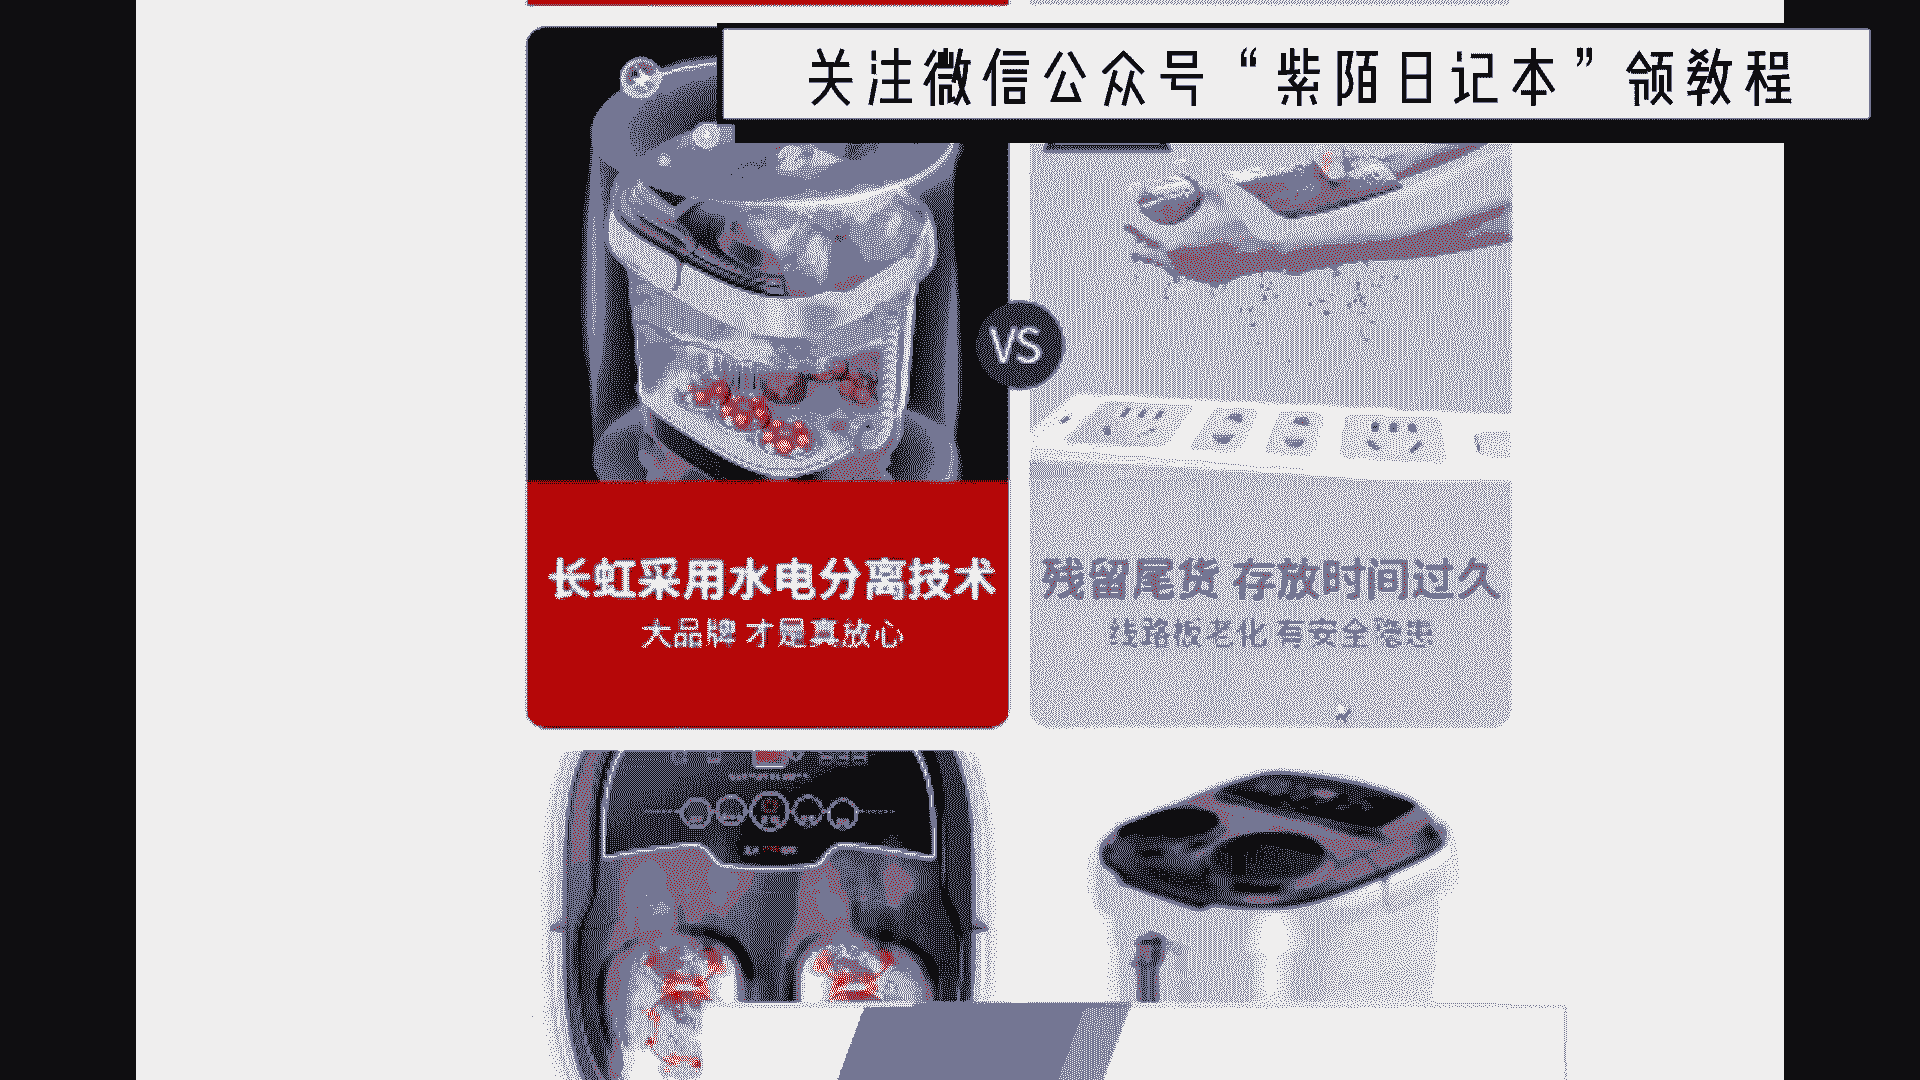 关注微信公众号“紫陌日记本”领教程
VS
长虹采用水电分离技术
大品牌 才是真放心
残留尾货 存放时间过久
线路板老化 有安全隐患